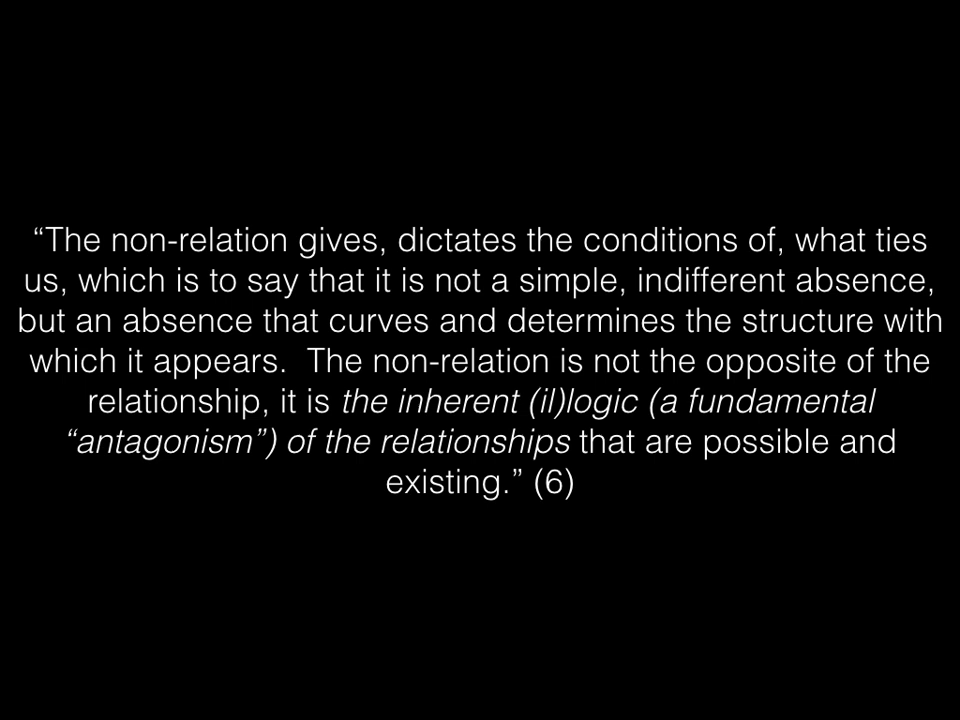 “The non-relation gives, dictates the conditions of, what ties
us, which is to say that it is not a simple, indifferent absence,
but an absence that curves and determines the structure with
which it appears.  The non-relation is not the opposite of the
relationship, it is the inherent (il)logic (a fundamental
“antagonism”) of the relationships that are possible and
existing.” (6)